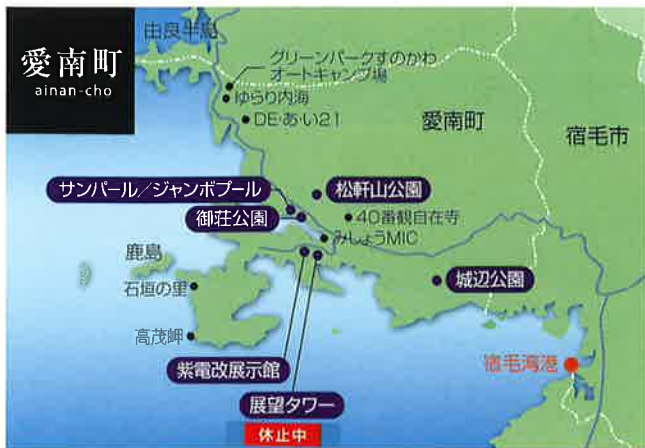 由良半島
愛南町
ainan-cho
グリーンパークすのかわ
オートキャンプ場
ゆらり内海
DE・あ・い21
愛南町
宿毛市
サンパール／ジャンボプール
松軒山公園
御荘公園
40番観自在寺
みしょうMIC
鹿島
石垣の里
城辺公園
高茂岬
紫電改展示館
宿毛湾港
展望タワー
休止中